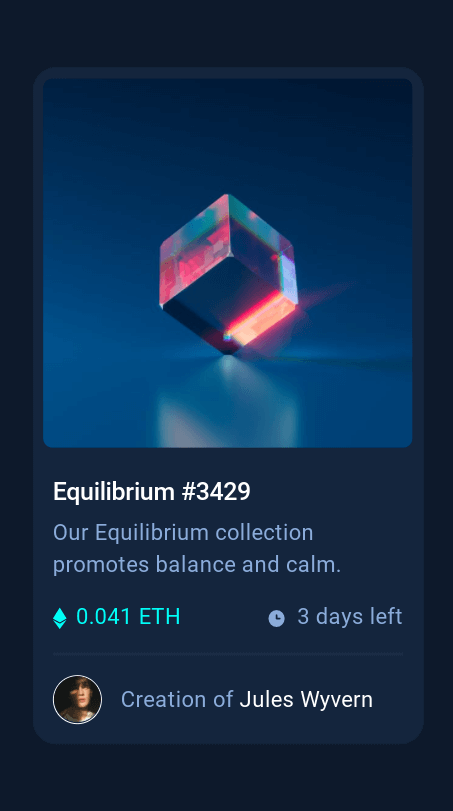 Equilibrium #3429
Our Equilibrium collection
promotes balance and calm.
0.041 ETH
3 days left
Creation of Jules Wyvern